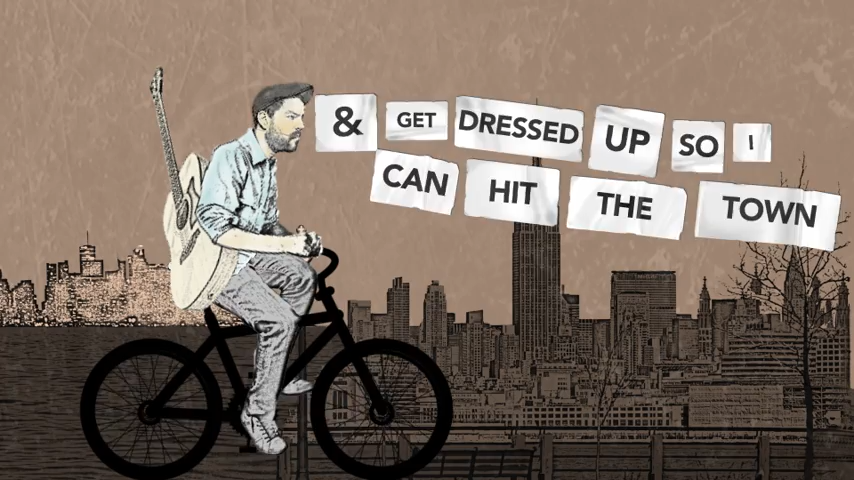 & GET DRESSED UP SO I
CAN HIT THE TOWN